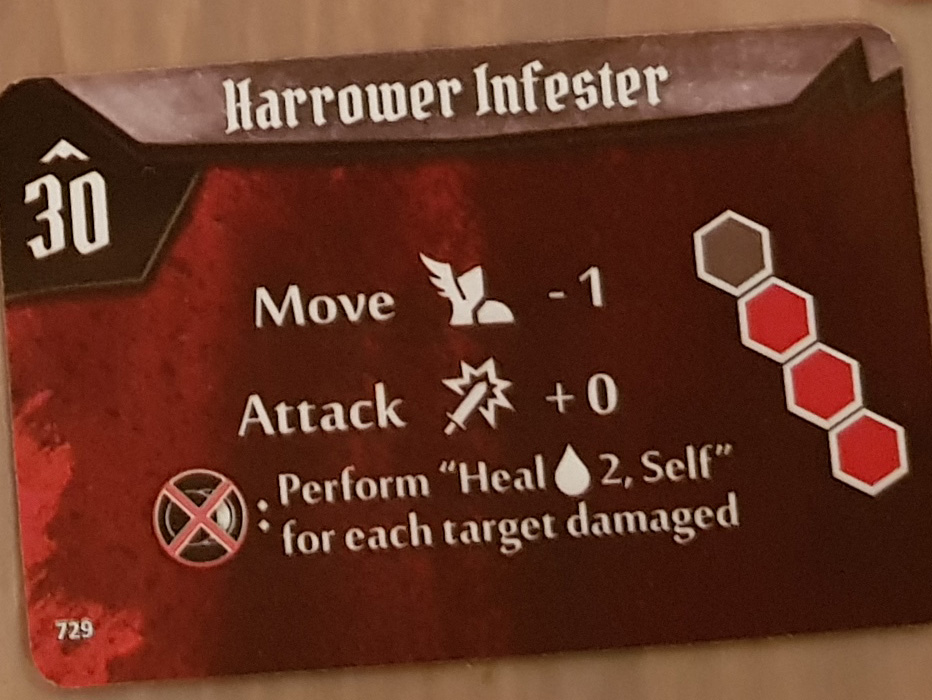 Harrower Infester
30
Move - 1
Attack + 0
: Perform “Heal 2, Self”
for each target damaged
729